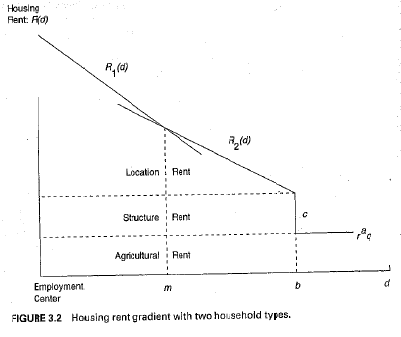 Housing
Rent: R(d)
R1(d)
R2(d)
Location Rent
Structure Rent
c
r^a q
Agricultural Rent
Employment
Center
m
b
d
FIGURE 3.2 Housing rent gradient with two household types.